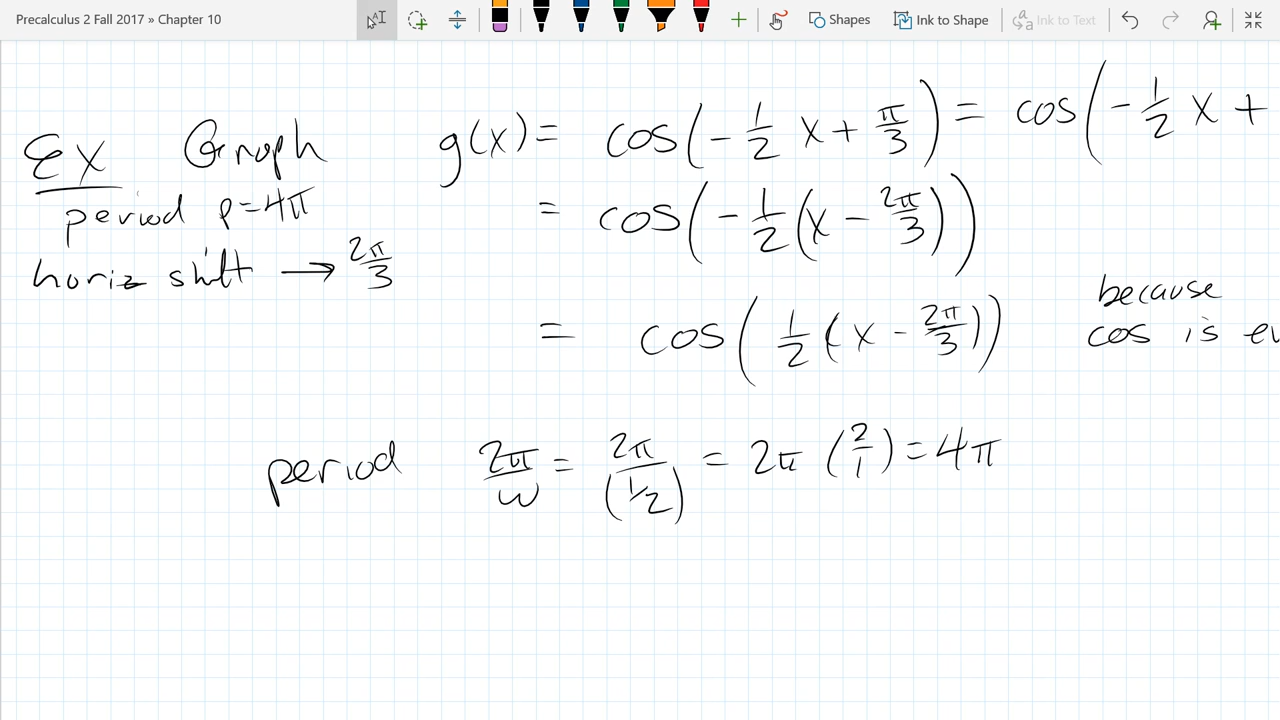 Precalculus 2 Fall 2017 » Chapter 10
Shapes Ink to Shape Ink to Text
Ex Graph g(x) = cos(-1/2 x + π/3) = cos(-1/2 x +
period p=4π = cos(-1/2(x - 2π/3))
horiz shift → 2π/3
= cos(1/2(x - 2π/3)) because
cos is ev
period 2π/ω = 2π/(1/2) = 2π(2/1) = 4π